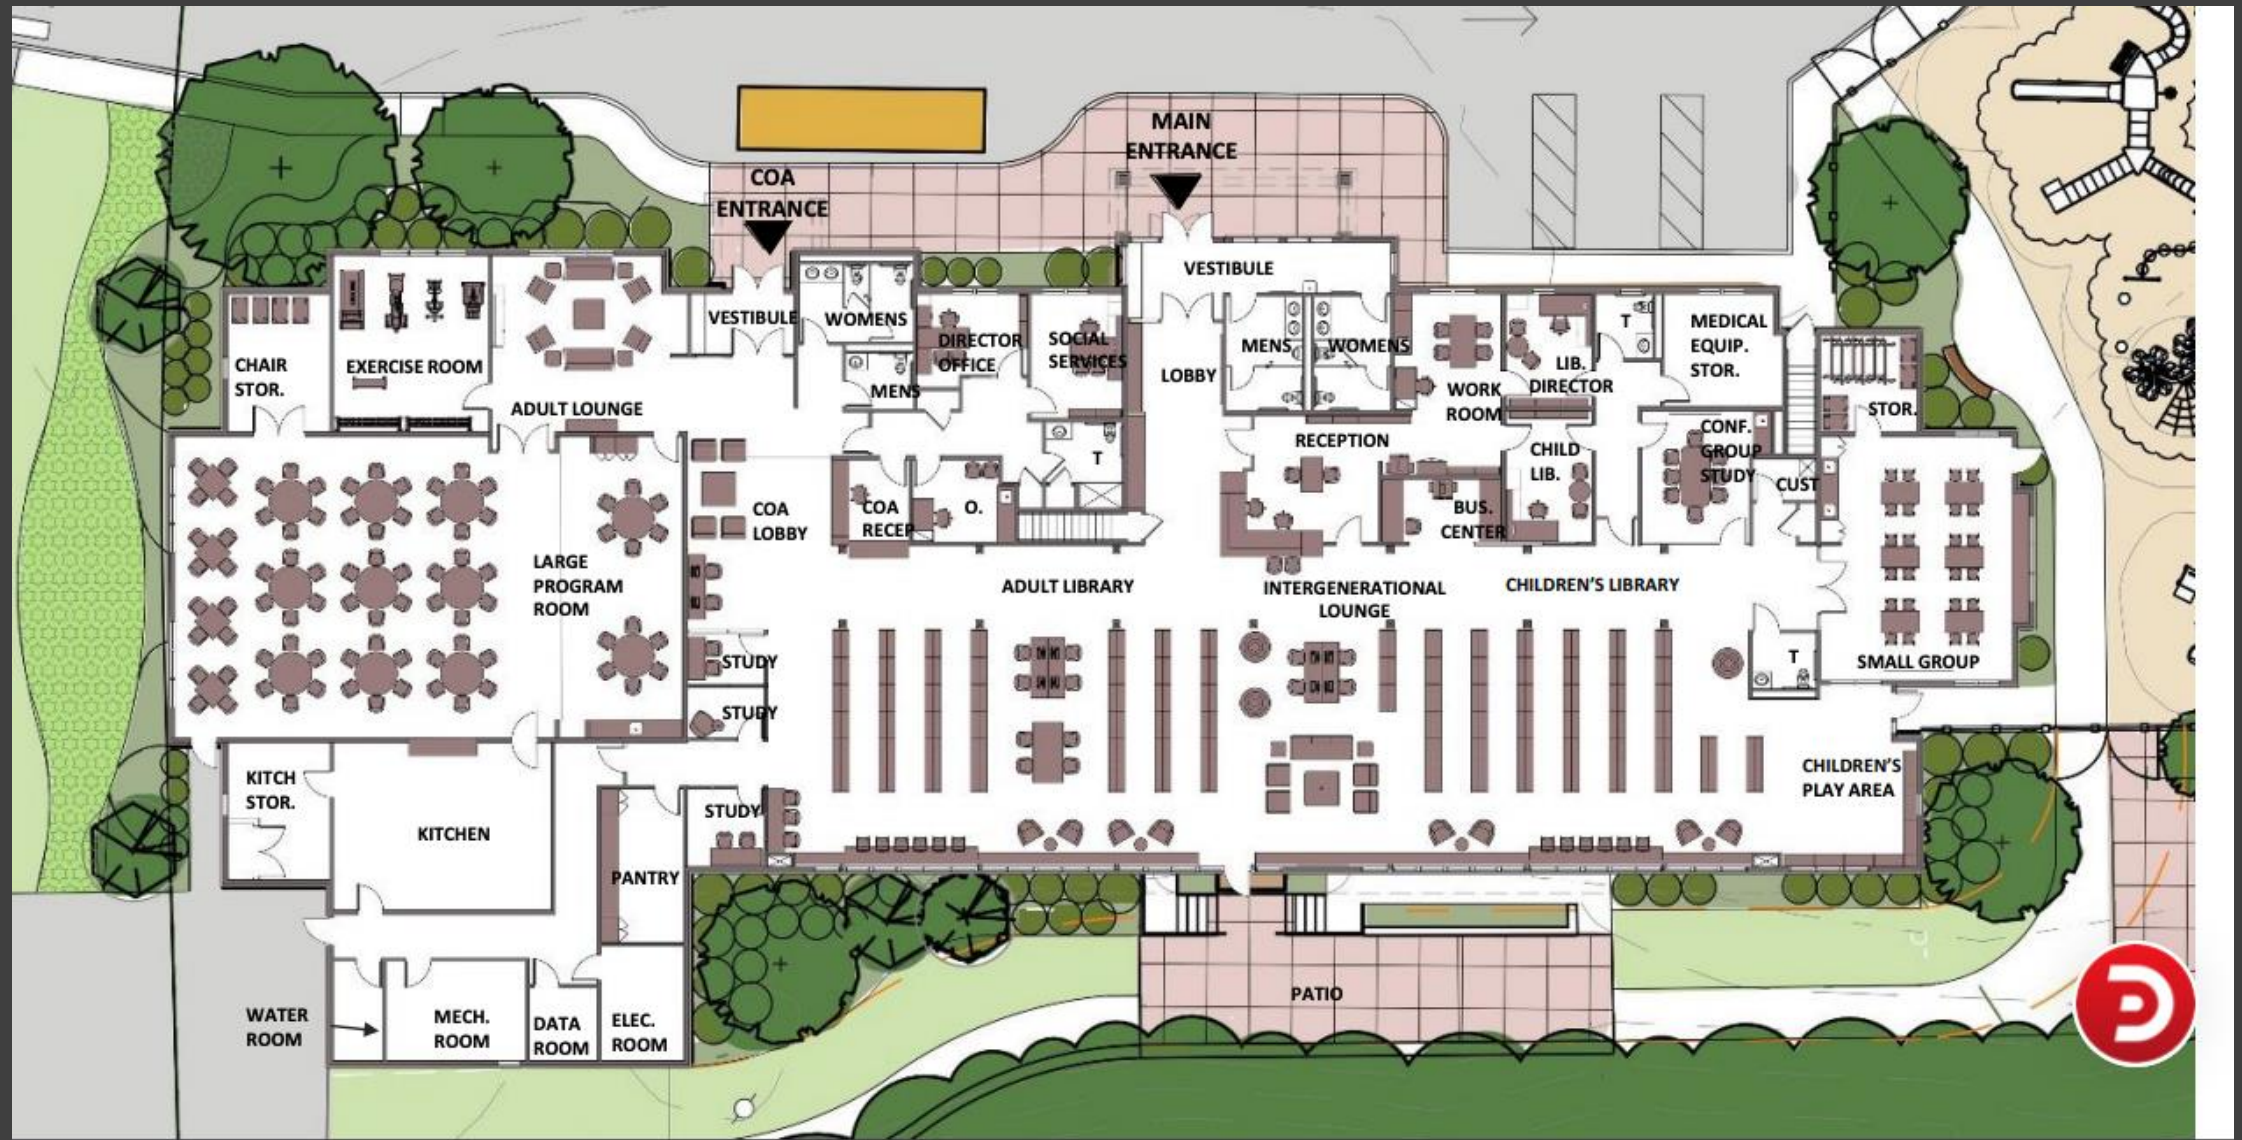 MAIN
ENTRANCE
COA
ENTRANCE
VESTIBULE
VESTIBULE
WOMENS
DIRECTOR
OFFICE
SOCIAL
SERVICES
MENS
CHAIR
STOR.
EXERCISE ROOM
ADULT LOUNGE
LOBBY
MENS
WOMENS
WORK
ROOM
LIB.
DIRECTOR
T
MEDICAL
EQUIP.
STOR.
STOR.
RECEPTION
CHILD
LIB.
CONF.
GROUP
STUDY
CUST
T
COA
LOBBY
COA
RECEP
O.
BUS.
CENTER
LARGE
PROGRAM
ROOM
ADULT LIBRARY
INTERGENERATIONAL
LOUNGE
CHILDREN'S LIBRARY
STUDY
STUDY
T
SMALL GROUP
KITCH
STOR.
KITCHEN
STUDY
CHILDREN'S
PLAY AREA
PANTRY
WATER
ROOM
MECH.
ROOM
DATA
ROOM
ELEC.
ROOM
PATIO